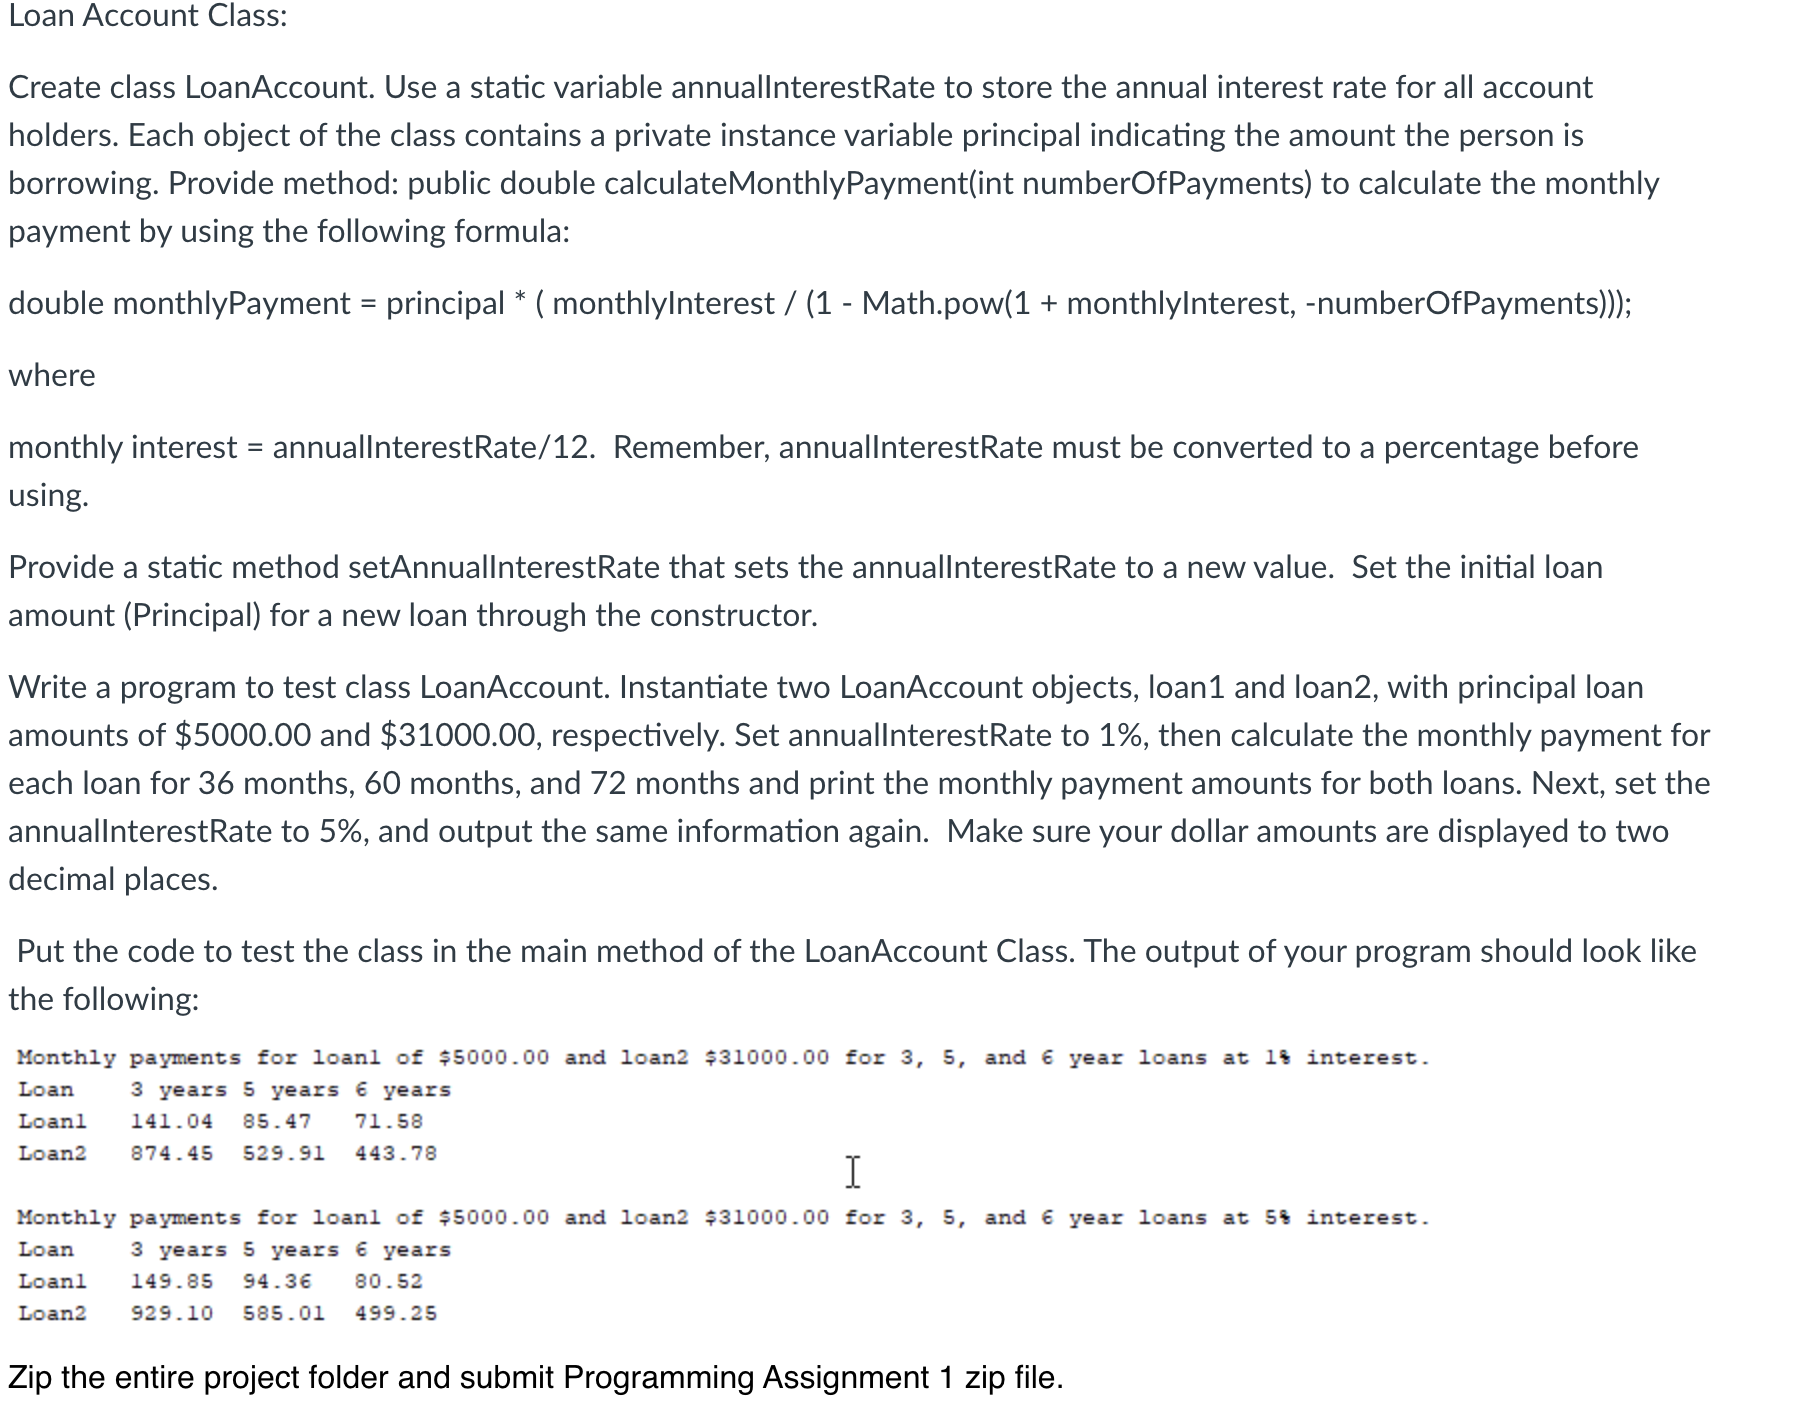 Loan Account Class:
Create class LoanAccount. Use a static variable annualInterestRate to store the annual interest rate for all account
holders. Each object of the class contains a private instance variable principal indicating the amount the person is
borrowing. Provide method: public double calculateMonthlyPayment(int numberOfPayments) to calculate the monthly
payment by using the following formula:
double monthlyPayment = principal * ( monthlyInterest / (1 - Math.pow(1 + monthlyInterest, -numberOfPayments)));
where
monthly interest = annualInterestRate/12.  Remember, annualInterestRate must be converted to a percentage before
using.
Provide a static method setAnnualInterestRate that sets the annualInterestRate to a new value.  Set the initial loan
amount (Principal) for a new loan through the constructor.
Write a program to test class LoanAccount. Instantiate two LoanAccount objects, loan1 and loan2, with principal loan
amounts of $5000.00 and $31000.00, respectively. Set annualInterestRate to 1%, then calculate the monthly payment for
each loan for 36 months, 60 months, and 72 months and print the monthly payment amounts for both loans. Next, set the
annualInterestRate to 5%, and output the same information again.  Make sure your dollar amounts are displayed to two
decimal places.
Put the code to test the class in the main method of the LoanAccount Class. The output of your program should look like
the following:
Monthly payments for loan1 of $5000.00 and loan2 $31000.00 for 3, 5, and 6 year loans at 1% interest.
Loan    3 years 5 years 6 years
Loan1   141.04  85.47   71.58
Loan2   874.45  529.91  443.78
Monthly payments for loan1 of $5000.00 and loan2 $31000.00 for 3, 5, and 6 year loans at 5% interest.
Loan    3 years 5 years 6 years
Loan1   149.85  94.36   80.52
Loan2   929.10  585.01  499.25
Zip the entire project folder and submit Programming Assignment 1 zip file.